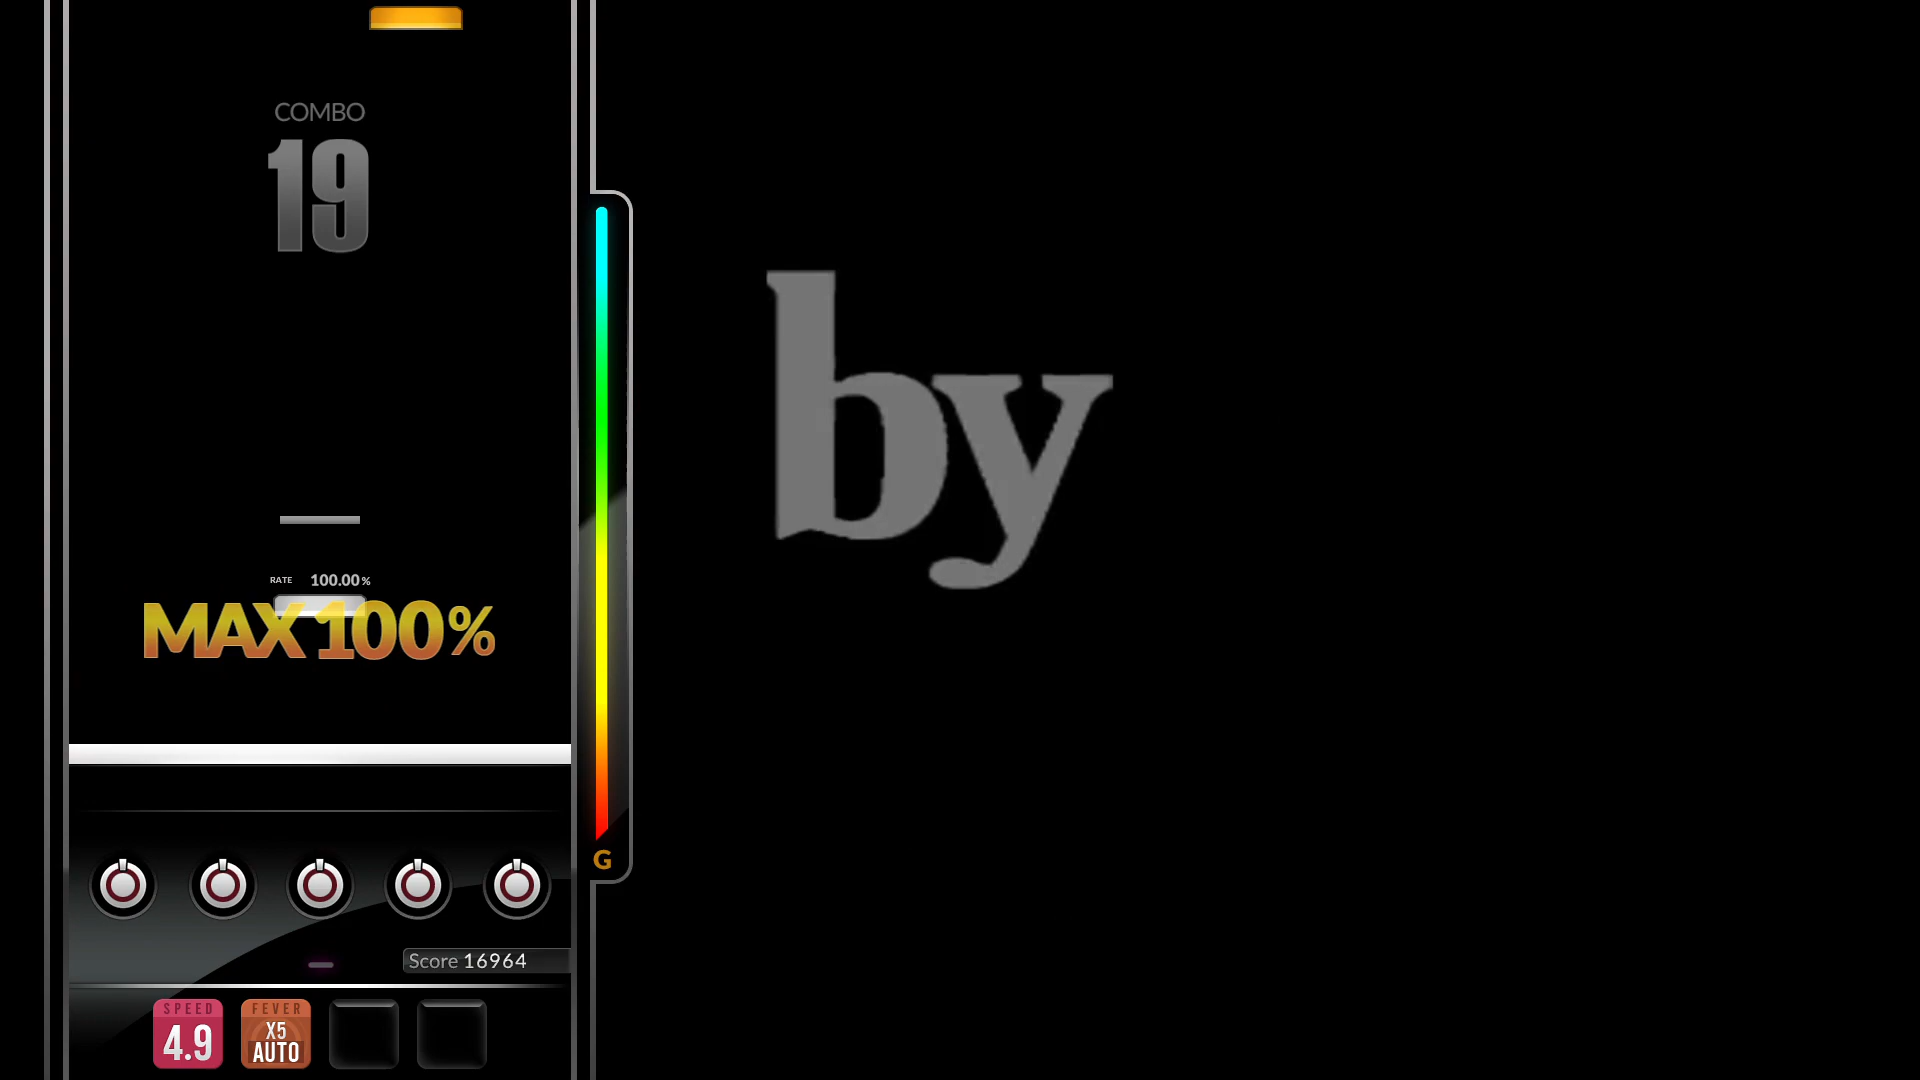 COMBO
19
by
RATE 100.00%
MAX 100%
G
Score 16964
SPEED
4.9
FEVER
X5
AUTO